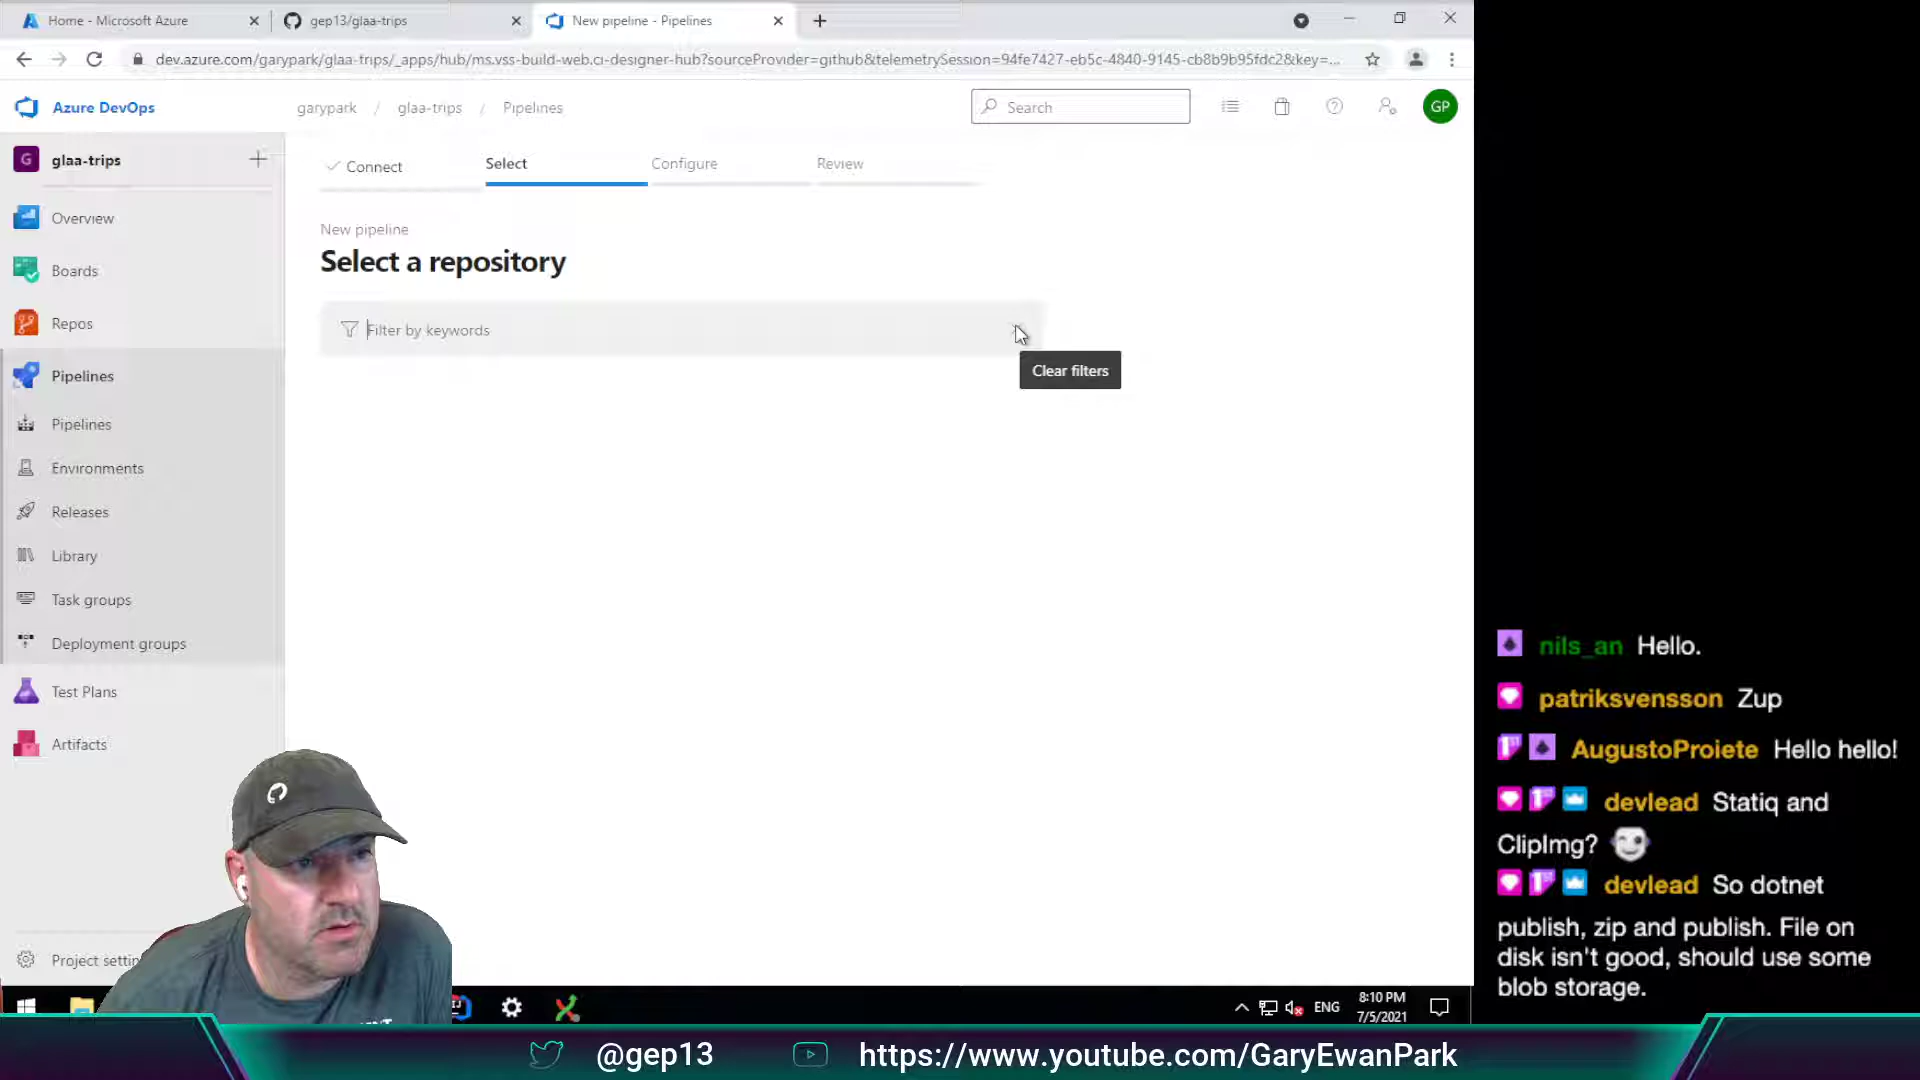 Home - Microsoft Azure
gep13/glaa-trips
New pipeline - Pipelines
dev.azure.com/garypark/glaa-trips/_apps/hub/ms.vss-build-web.ci-designer-hub?sourceProvider=github&telemetrySession=94fe7427-eb5c-4840-9145-cb8b9b95fdc2&key=...
Azure DevOps
garypark / glaa-trips / Pipelines
Search
GP
G glaa-trips
Overview
Boards
Repos
Pipelines
Pipelines
Environments
Releases
Library
Task groups
Deployment groups
Test Plans
Artifacts
Project settin
Connect
Select
Configure
Review
New pipeline
Select a repository
Filter by keywords
Clear filters
nils_an Hello.
patriksvensson Zup
AugustoProiete Hello hello!
devlead Statiq and
ClipImg?
devlead So dotnet
publish, zip and publish. File on
disk isn't good, should use some
blob storage.
ENG
8:10 PM
7/5/2021
@gep13
https://www.youtube.com/GaryEwanPark